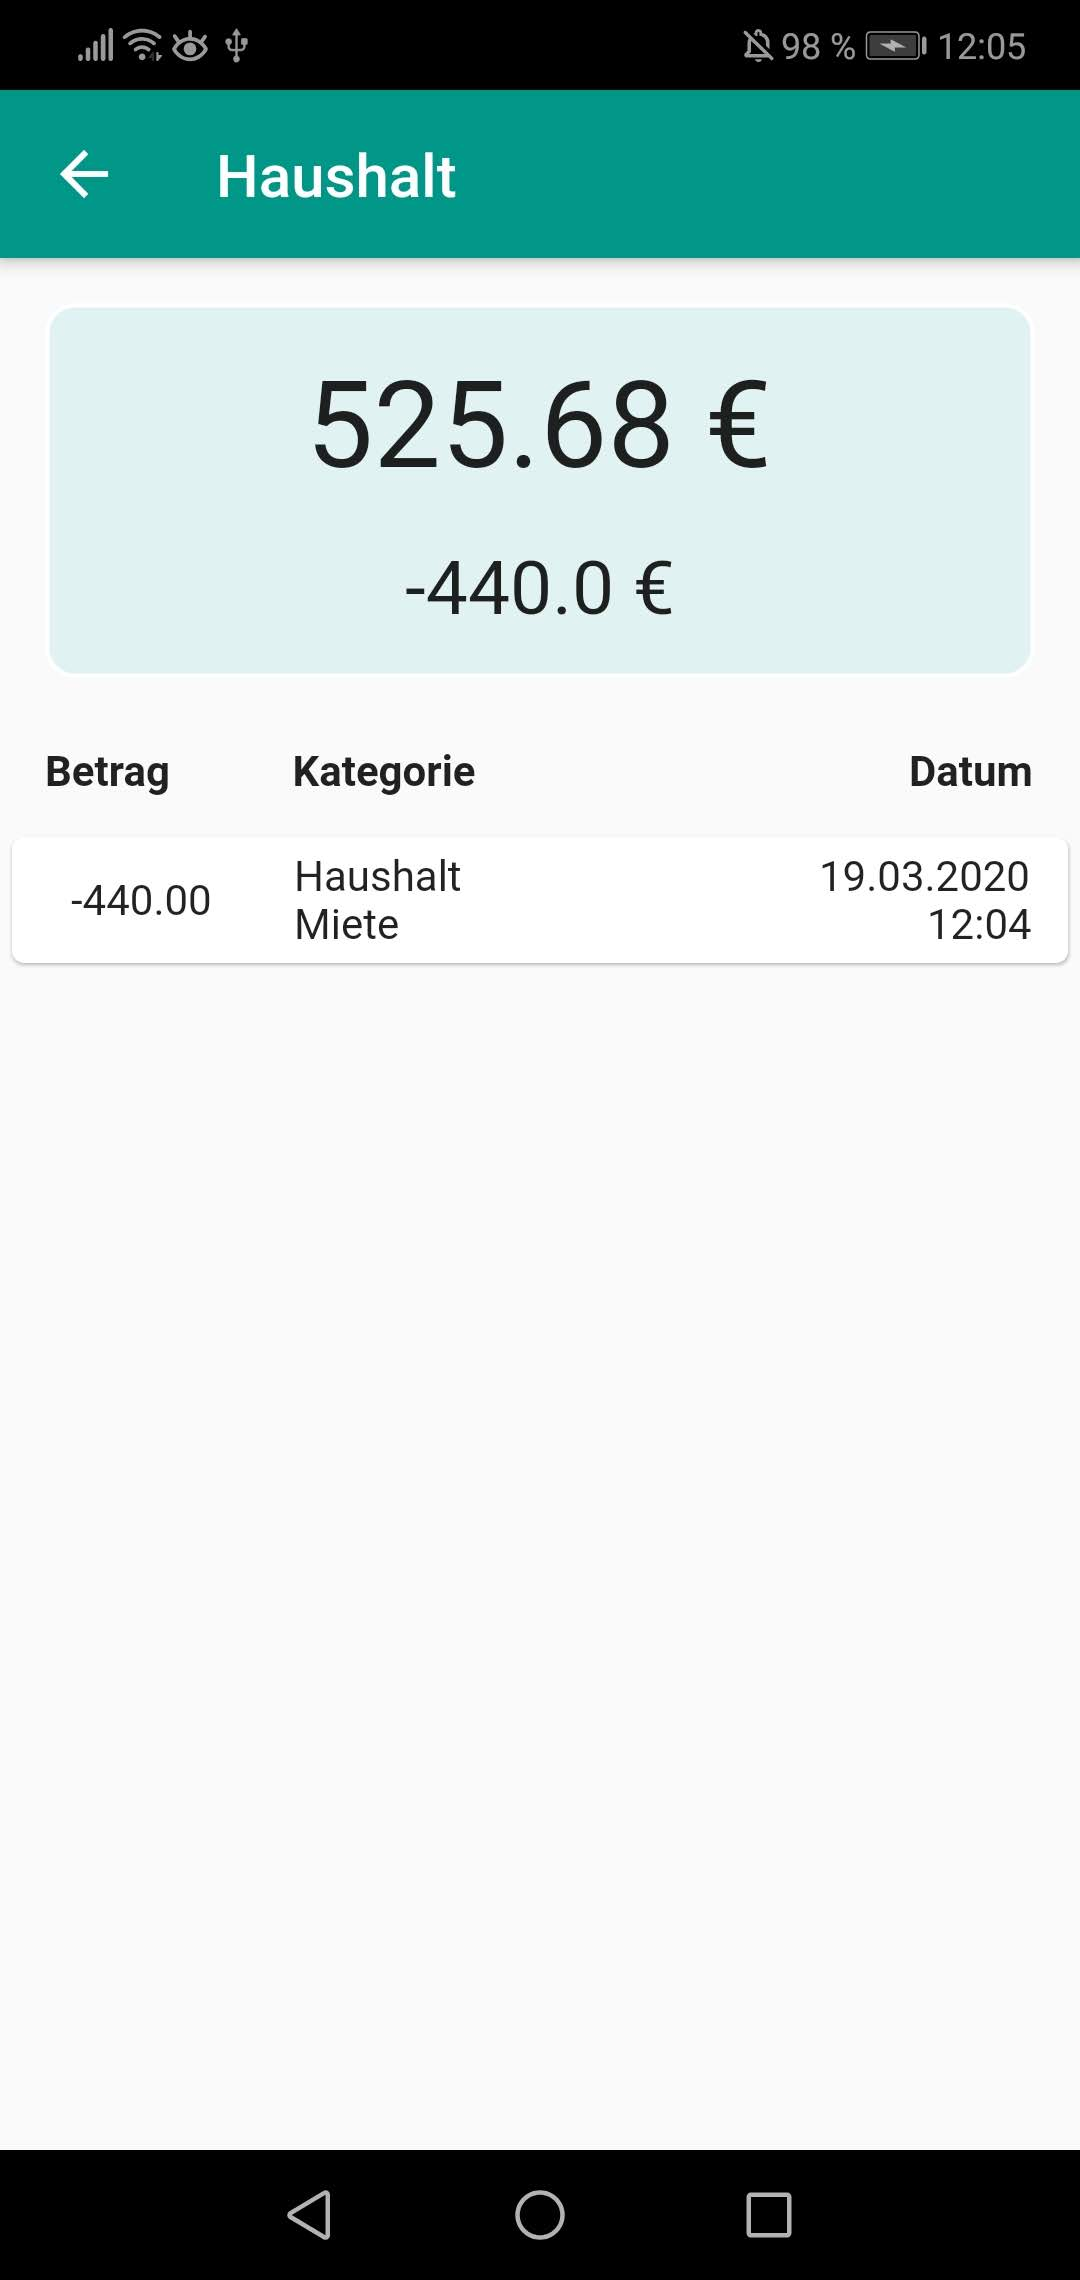 98 % 12:05
Haushalt
525.68 €
-440.0 €
Betrag Kategorie Datum
-440.00 Haushalt 19.03.2020
Miete 12:04